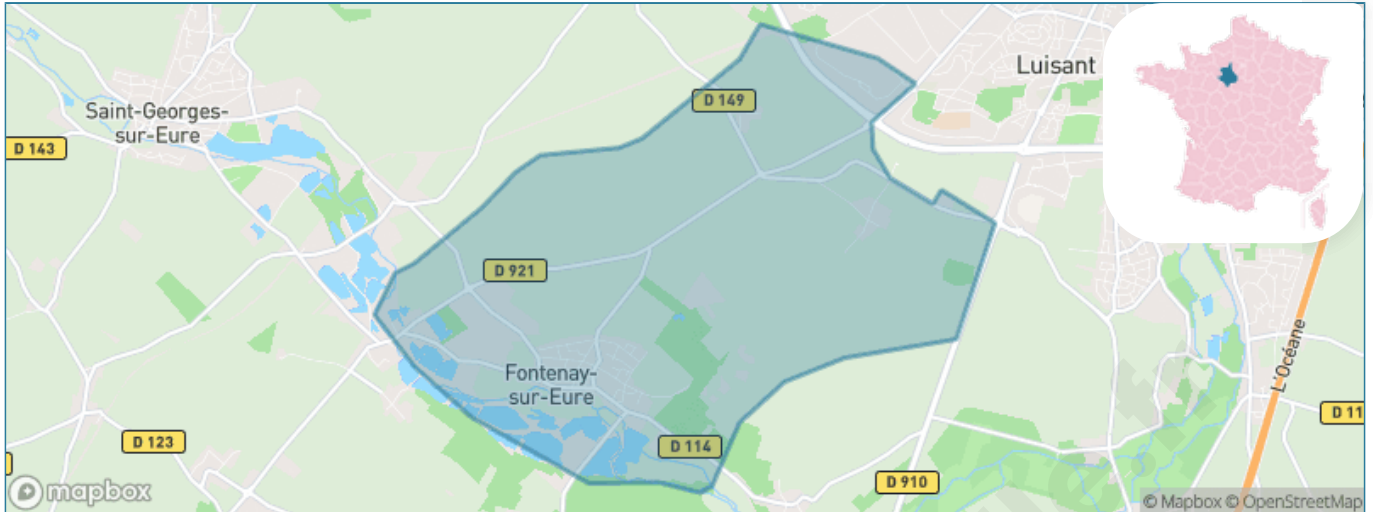 Luisant
D 149
Saint-Georges-
sur-Eure
D 143
D 921
L'Océane
Fontenay-
sur-Eure
D 11
D 123
D 114
D 910
mapbox
© Mapbox © OpenStreetMap